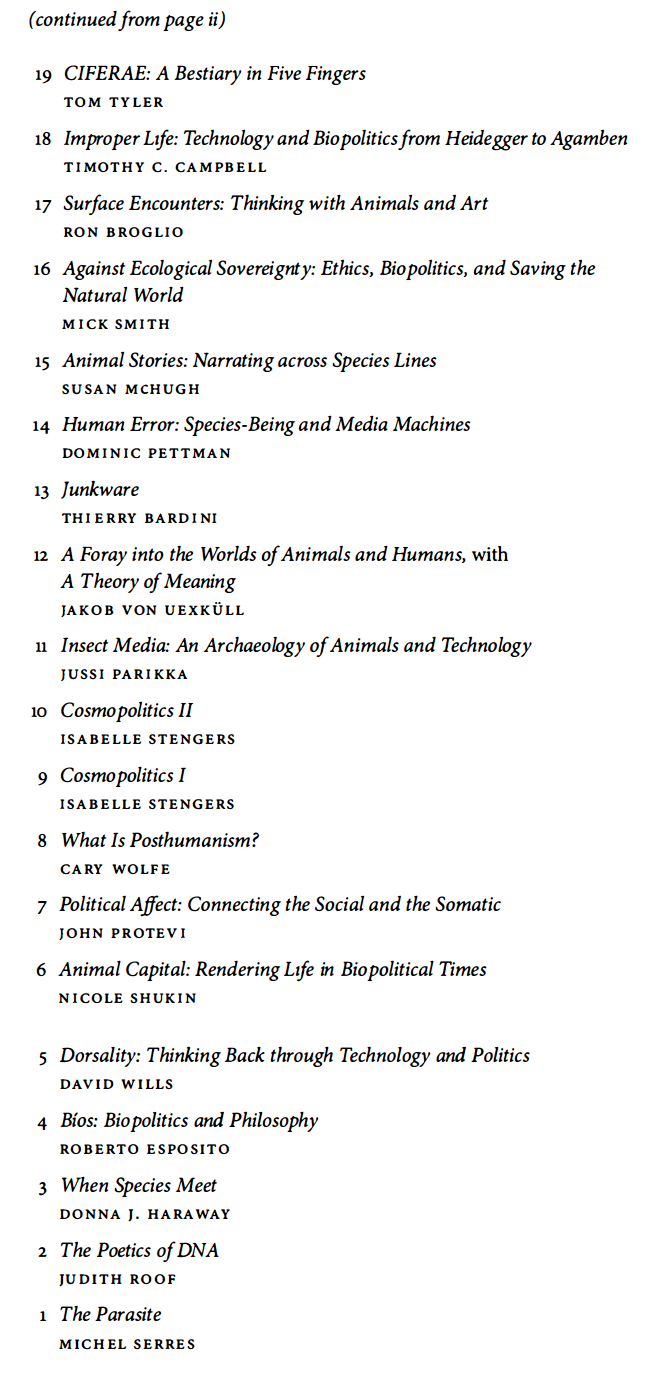 (continued from page ii)
19 CIFERAE: A Bestiary in Five Fingers
TOM TYLER
18 Improper Life: Technology and Biopolitics from Heidegger to Agamben
TIMOTHY C. CAMPBELL
17 Surface Encounters: Thinking with Animals and Art
RON BROGLIO
16 Against Ecological Sovereignty: Ethics, Biopolitics, and Saving the
Natural World
MICK SMITH
15 Animal Stories: Narrating across Species Lines
SUSAN MCHUGH
14 Human Error: Species-Being and Media Machines
DOMINIC PETTMAN
13 Junkware
THIERRY BARDINI
12 A Foray into the Worlds of Animals and Humans, with
A Theory of Meaning
JAKOB VON UEXKÜLL
11 Insect Media: An Archaeology of Animals and Technology
JUSSI PARIKKA
10 Cosmopolitics II
ISABELLE STENGERS
9 Cosmopolitics I
ISABELLE STENGERS
8 What Is Posthumanism?
CARY WOLFE
7 Political Affect: Connecting the Social and the Somatic
JOHN PROTEVI
6 Animal Capital: Rendering Life in Biopolitical Times
NICOLE SHUKIN
5 Dorsality: Thinking Back through Technology and Politics
DAVID WILLS
4 Bíos: Biopolitics and Philosophy
ROBERTO ESPOSITO
3 When Species Meet
DONNA J. HARAWAY
2 The Poetics of DNA
JUDITH ROOF
1 The Parasite
MICHEL SERRES